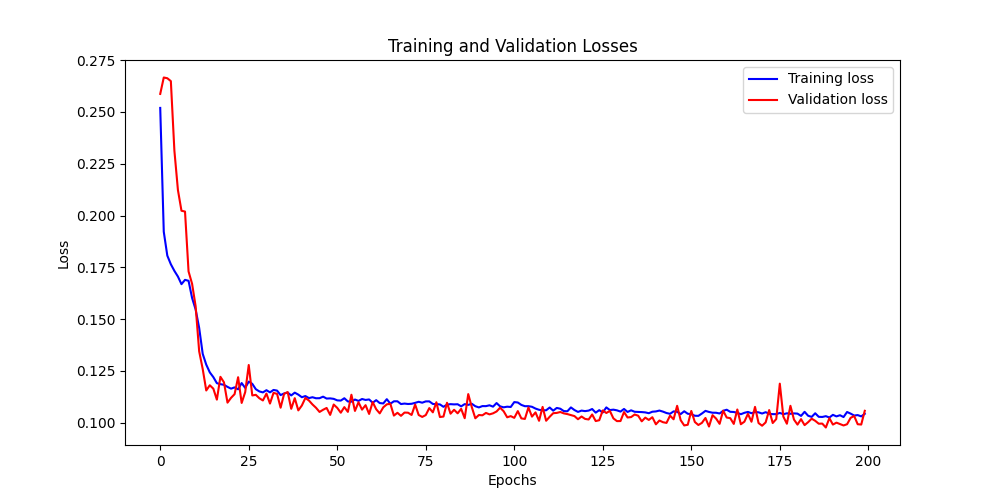 Training and Validation Losses
Training loss
Validation loss
Loss
0.275
0.250
0.225
0.200
0.175
0.150
0.125
0.100
0 25 50 75 100 125 150 175 200
Epochs